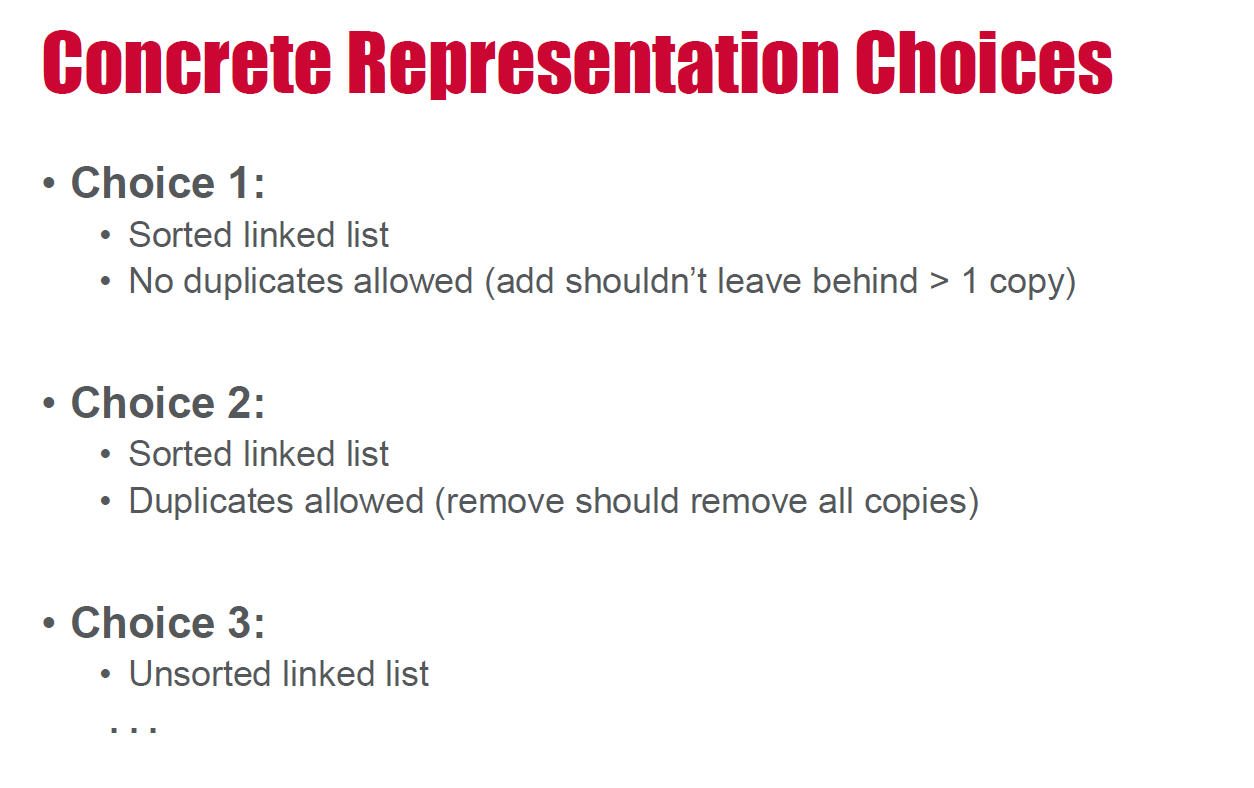 Concrete Representation Choices
• Choice 1:
• Sorted linked list
• No duplicates allowed (add shouldn’t leave behind > 1 copy)
• Choice 2:
• Sorted linked list
• Duplicates allowed (remove should remove all copies)
• Choice 3:
• Unsorted linked list
. . .